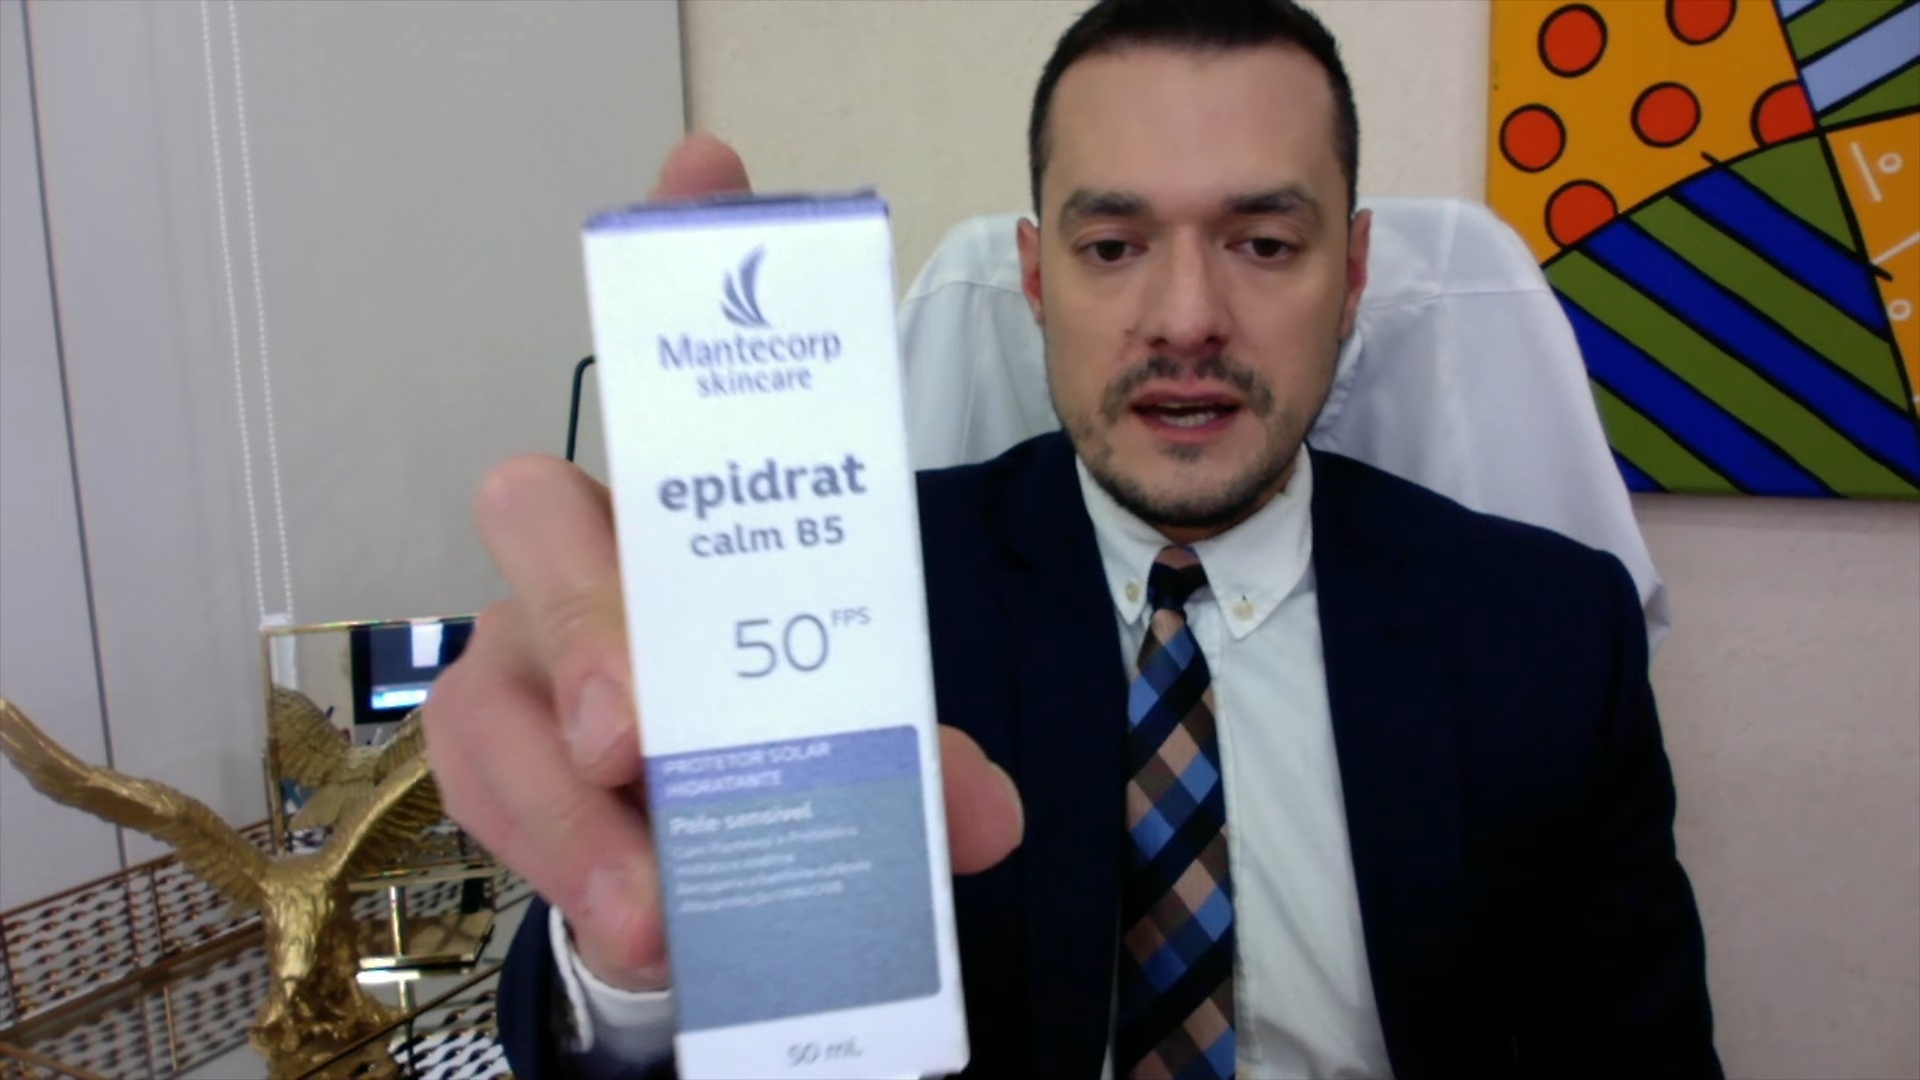 Mantecorp
skincare
epidrat
calm B5
50 FPS
PROTETOR SOLAR
HIDRATANTE
Pele sensível
50 mL